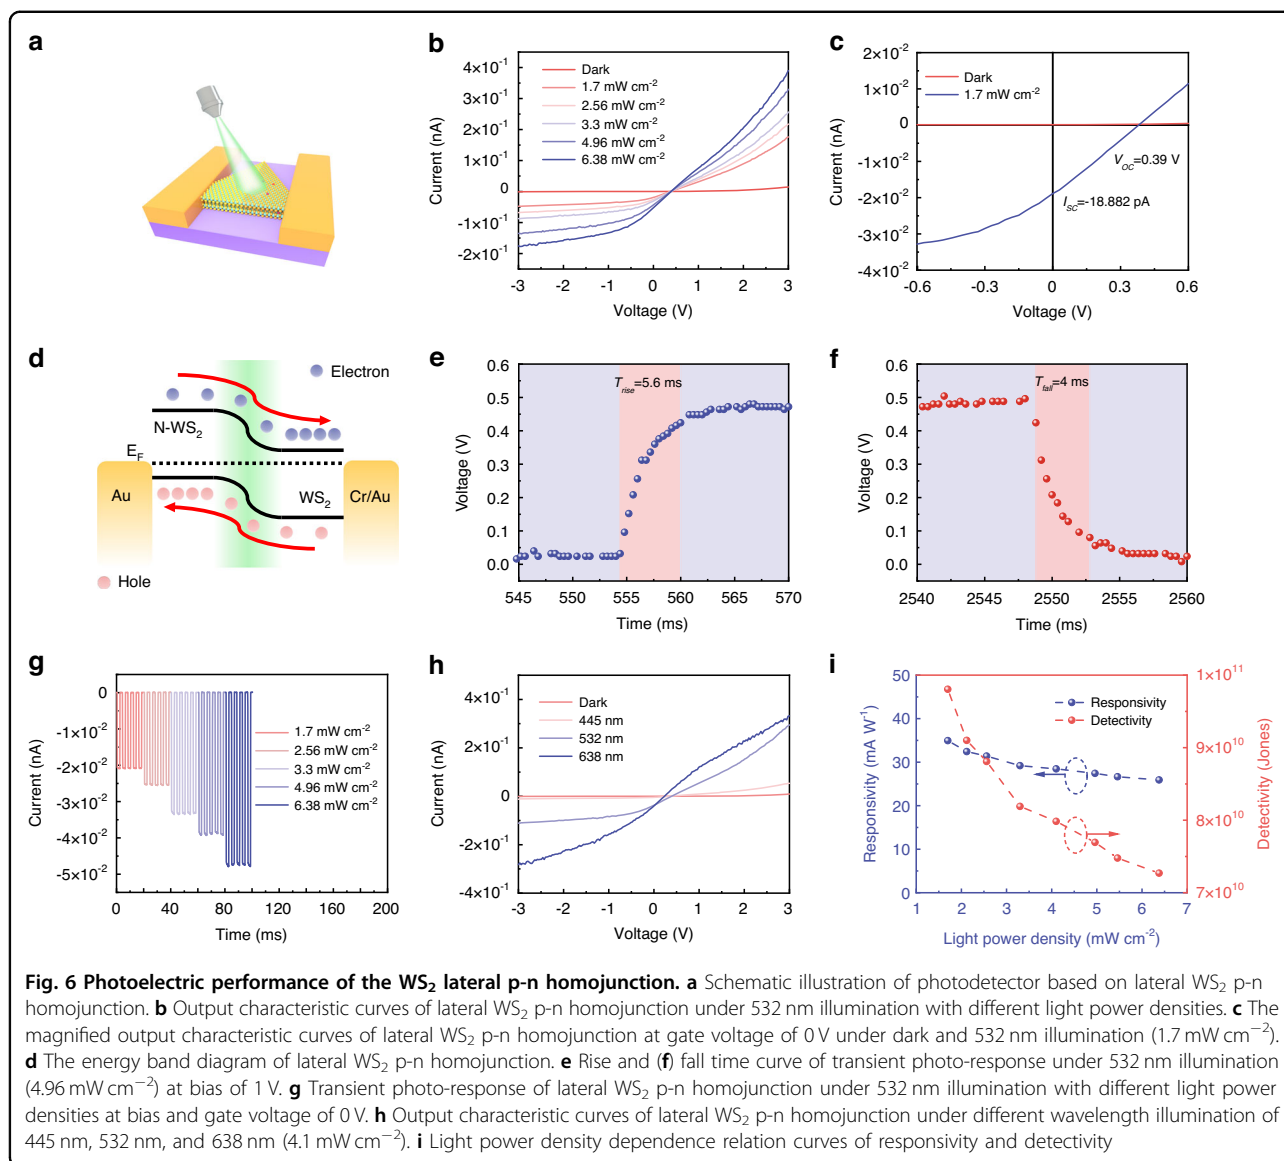 a
b
4×10⁻¹
3×10⁻¹
2×10⁻¹
1×10⁻¹
0
-1×10⁻¹
-2×10⁻¹
Current (nA)
Dark
1.7 mW cm⁻²
2.56 mW cm⁻²
3.3 mW cm⁻²
4.96 mW cm⁻²
6.38 mW cm⁻²
-3 -2 -1 0 1 2 3
Voltage (V)
c
2×10⁻²
1×10⁻²
0
-1×10⁻²
-2×10⁻²
-3×10⁻²
-4×10⁻²
Current (nA)
Dark
1.7 mW cm⁻²
V_OC=0.39 V
I_SC=-18.882 pA
-0.6 -0.3 0 0.3 0.6
Voltage (V)
d
Electron
N-WS₂
E_F
Au
WS₂
Cr/Au
Hole
e
0.6
0.5
0.4
0.3
0.2
0.1
0.0
Voltage (V)
T_rise=5.6 ms
545 550 555 560 565 570
Time (ms)
f
0.6
0.5
0.4
0.3
0.2
0.1
0.0
Voltage (V)
T_fall=4 ms
2540 2545 2550 2555 2560
Time (ms)
g
0
-1×10⁻²
-2×10⁻²
-3×10⁻²
-4×10⁻²
-5×10⁻²
Current (nA)
1.7 mW cm⁻²
2.56 mW cm⁻²
3.3 mW cm⁻²
4.96 mW cm⁻²
6.38 mW cm⁻²
0 40 80 120 160 200
Time (ms)
h
4×10⁻¹
2×10⁻¹
0
-2×10⁻¹
-4×10⁻¹
Current (nA)
Dark
445 nm
532 nm
638 nm
-3 -2 -1 0 1 2 3
Voltage (V)
i
50
40
30
20
10
0
Responsivity (mA W⁻¹)
Responsivity
Detectivity
1×10¹¹
9×10¹⁰
8×10¹⁰
7×10¹⁰
Detectivity (Jones)
1 2 3 4 5 6 7
Light power density (mW cm⁻²)
Fig. 6 Photoelectric performance of the WS₂ lateral p-n homojunction. a Schematic illustration of photodetector based on lateral WS₂ p-n
homojunction. b Output characteristic curves of lateral WS₂ p-n homojunction under 532 nm illumination with different light power densities. c The
magnified output characteristic curves of lateral WS₂ p-n homojunction at gate voltage of 0 V under dark and 532 nm illumination (1.7 mW cm⁻²).
d The energy band diagram of lateral WS₂ p-n homojunction. e Rise and (f) fall time curve of transient photo-response under 532 nm illumination
(4.96 mW cm⁻²) at bias of 1 V. g Transient photo-response of lateral WS₂ p-n homojunction under 532 nm illumination with different light power
densities at bias and gate voltage of 0 V. h Output characteristic curves of lateral WS₂ p-n homojunction under different wavelength illumination of
445 nm, 532 nm, and 638 nm (4.1 mW cm⁻²). i Light power density dependence relation curves of responsivity and detectivity